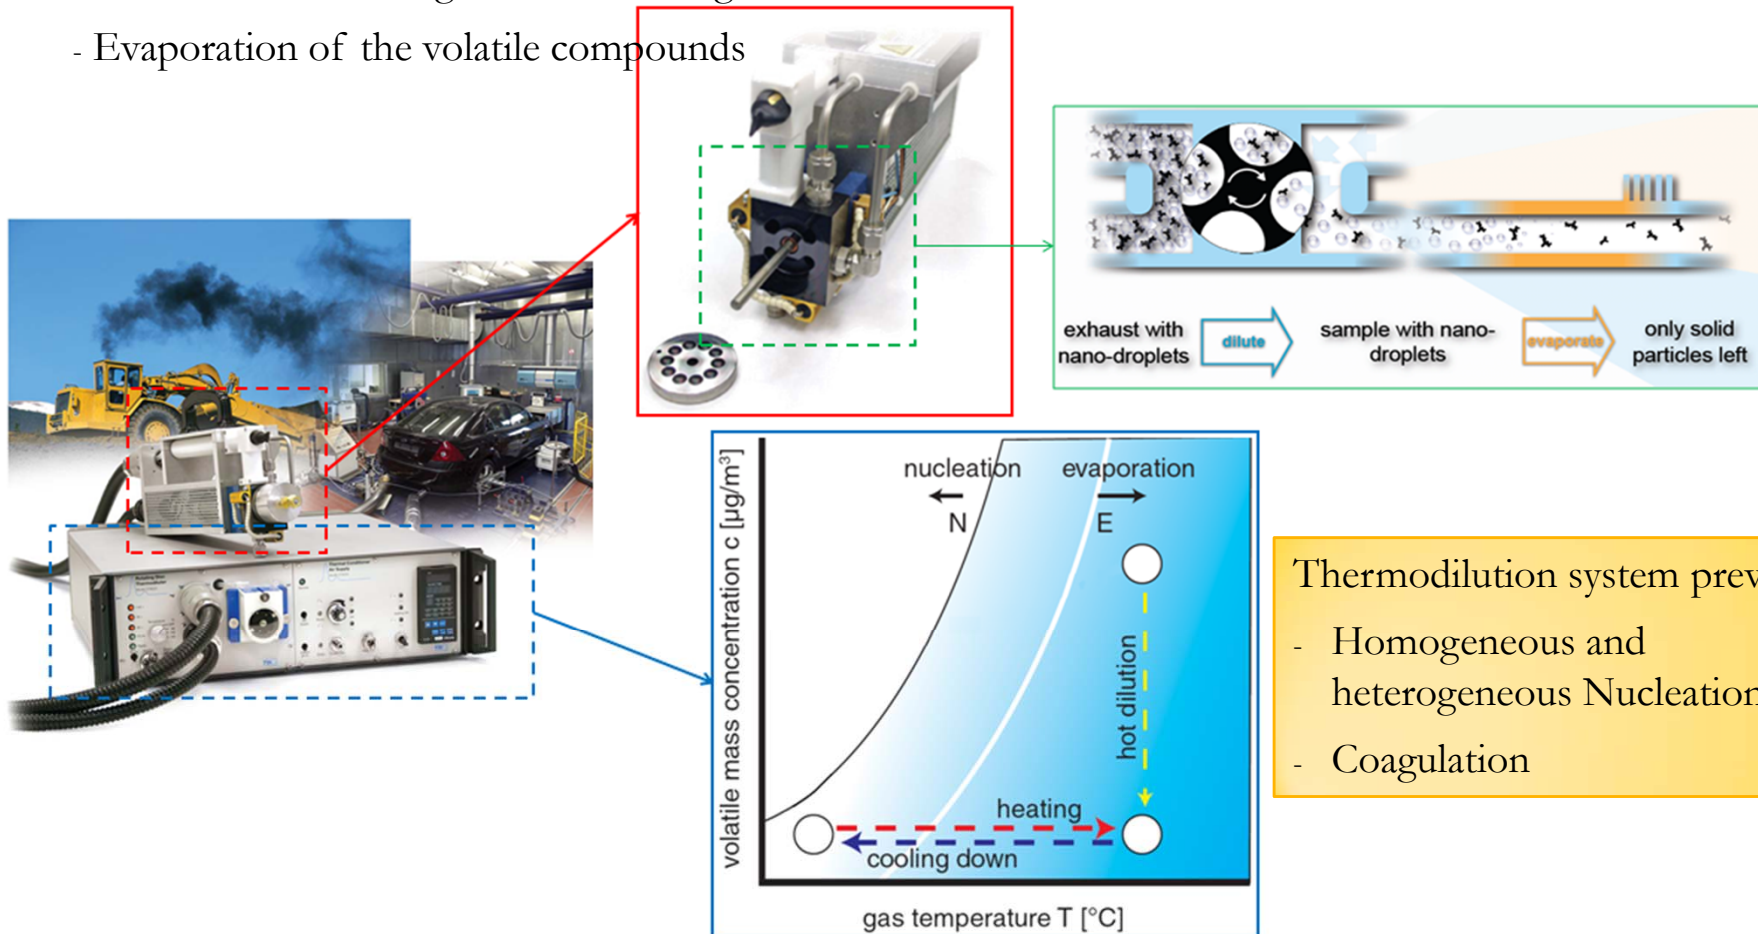 - Evaporation of the volatile compounds
exhaust with
nano-droplets
dilute
sample with nano-
droplets
evaporate
only solid
particles left
nucleation
N
evaporation
E
volatile mass concentration c [µg/m³]
hot dilution
heating
cooling down
gas temperature T [°C]
Thermodilution system prev
- Homogeneous and
heterogeneous Nucleation
- Coagulation